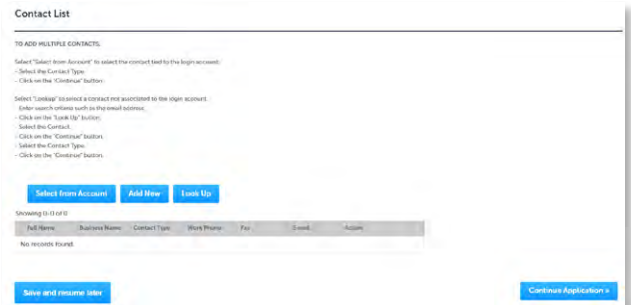 Contact List
TO ADD MULTIPLE CONTACTS,
Select "Select from Account" to select the contact tied to the login account:
- Select the Contact Type.
- Click on the "Continue" button.
Select "Lookup" to select a contact not associated to the login account.
Enter search criteria such as the email address.
- Click on the "Look Up" button.
Select the Contact.
- Click on the "Continue" button.
- Select the Contact Type.
- Click on the "Continue" button.
Select from Account Add New Look Up
Showing 0-0 of 0
Full Name Business Name Contact Type Work Phone Fax E-mail Action
No records found.
Save and resume later Continue Application »